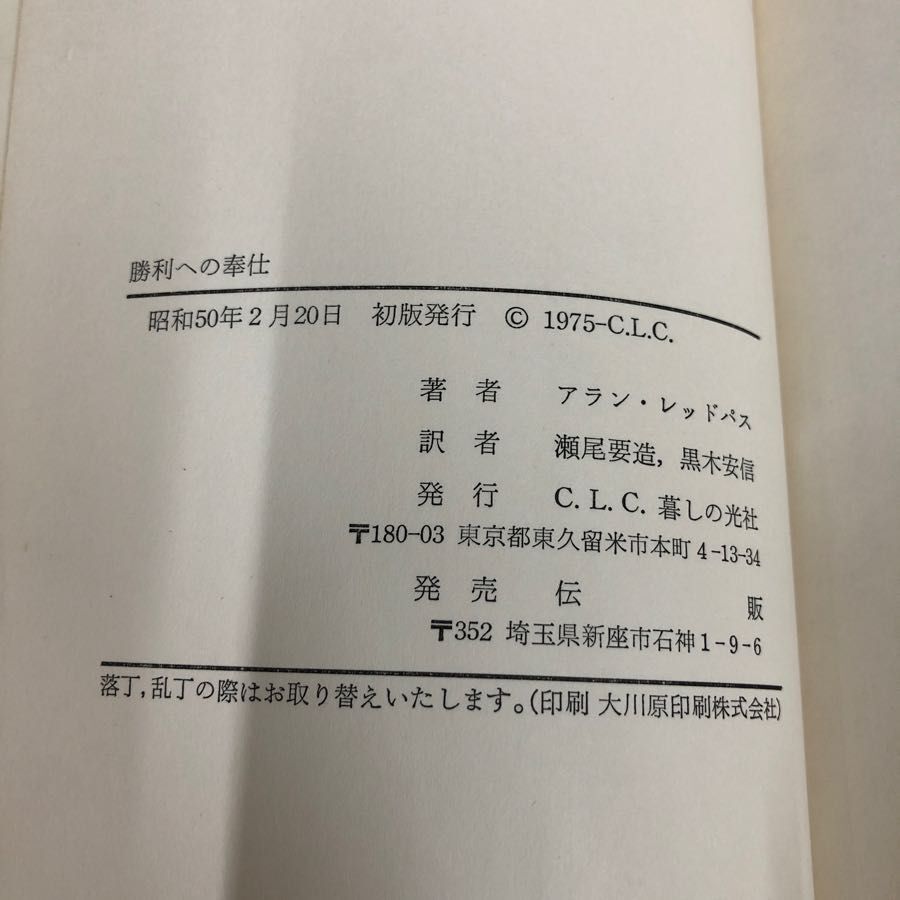 勝利への奉仕
昭和50年2月20日 初版発行 © 1975-C.L.C.
著者 アラン・レッドパス
訳者 瀬尾要造, 黒木安信
発行 C.L.C.暮しの光社
〒180-03 東京都東久留米市本町4-13-34
発売 伝販
〒352 埼玉県新座市石神1-9-6
落丁,乱丁の際はお取り替えいたします。(印刷 大川原印刷株式会社)